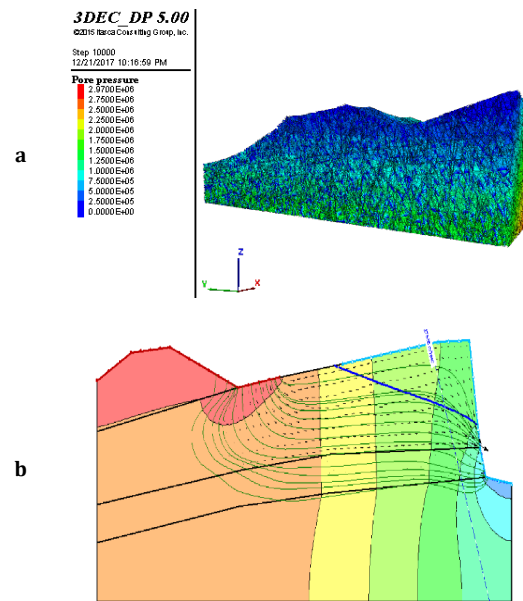 3DEC_DP 5.00
©2015 Itasca Consulting Group, Inc.
Step 10000
12/21/2017 10:16:59 PM
Pore pressure
2.9700E+06
2.7500E+06
2.5000E+06
2.2500E+06
2.0000E+06
1.7500E+06
1.5000E+06
1.2500E+06
1.0000E+06
7.5000E+05
5.0000E+05
2.5000E+05
0.0000E+00
a
Z
Y
X
b